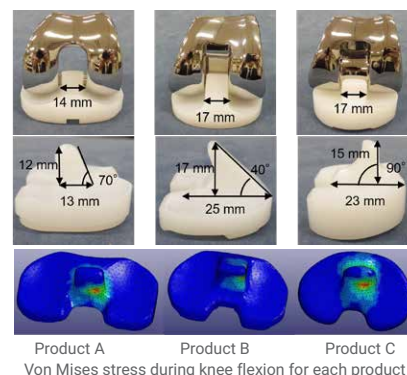 14 mm
17 mm
17 mm
12 mm
70°
13 mm
17 mm
40°
25 mm
15 mm
90°
23 mm
Product A Product B Product C
Von Mises stress during knee flexion for each product